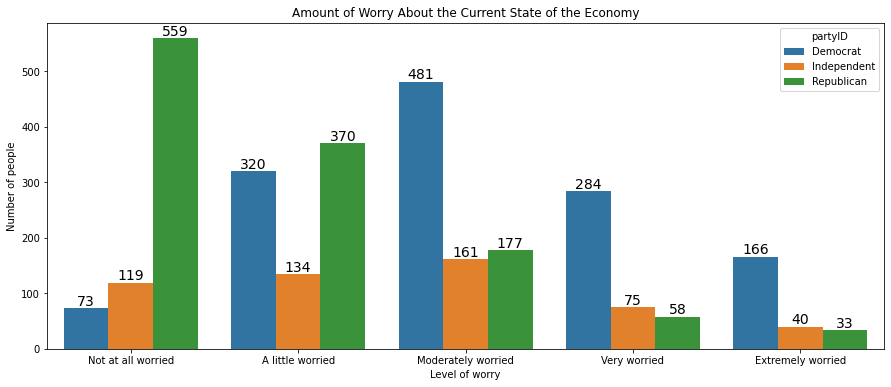 Amount of Worry About the Current State of the Economy
partyID
Democrat
Independent
Republican
Number of people
500
400
300
200
100
0
73
119
559
320
134
370
481
161
177
284
75
58
166
40
33
Not at all worried
A little worried
Moderately worried
Very worried
Extremely worried
Level of worry